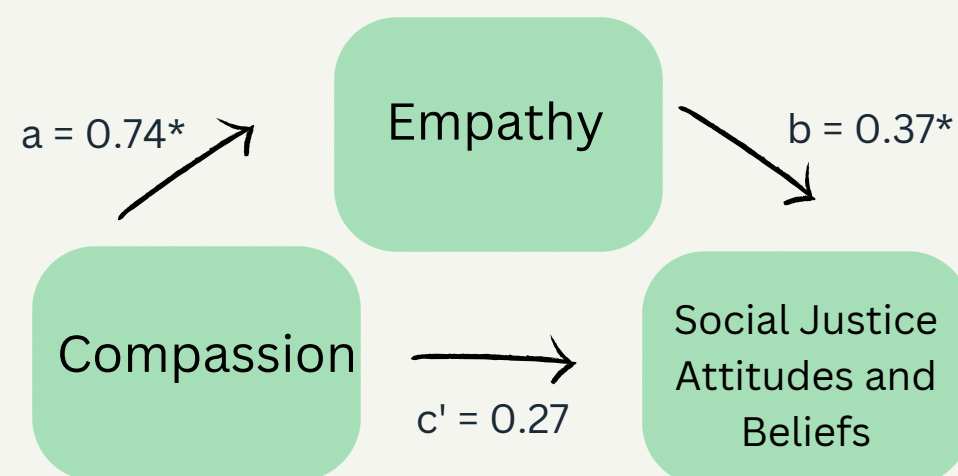 Empathy
a = 0.74*
b = 0.37*
Compassion
c' = 0.27
Social Justice
Attitudes and
Beliefs